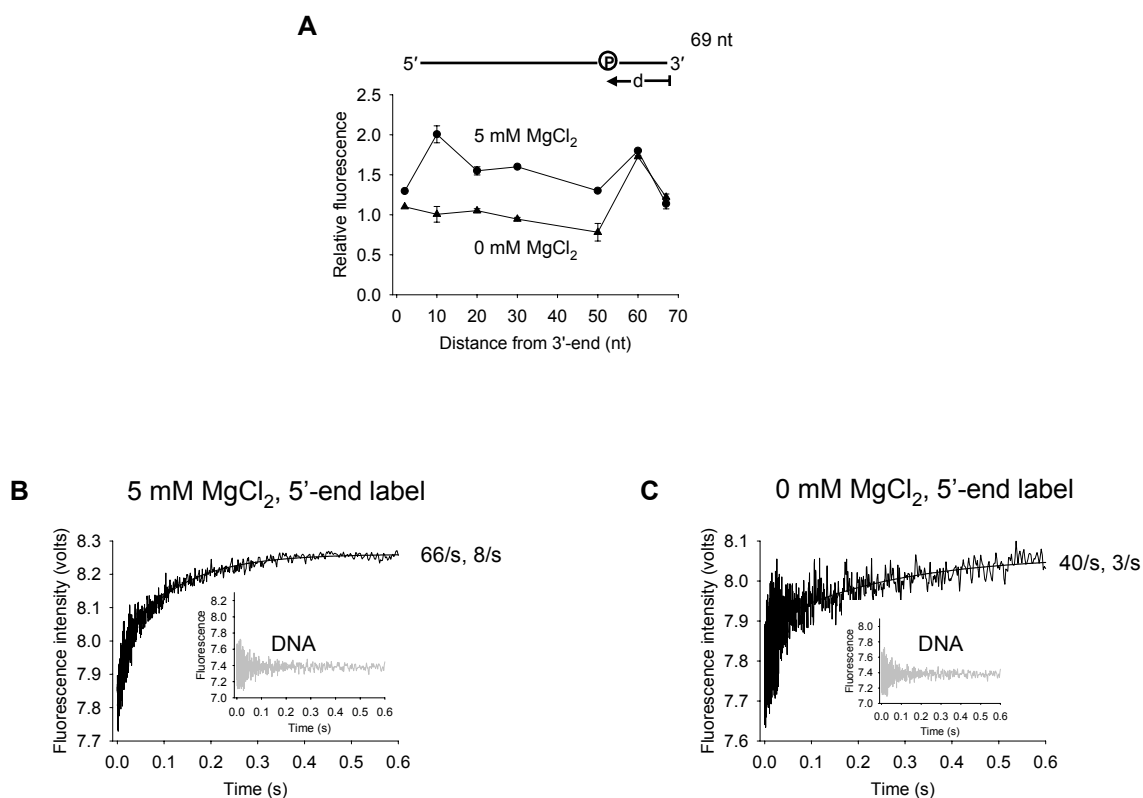 A
69 nt
5′ P 3′
d
2.5
2.0
1.5
1.0
0.5
0.0
Relative fluorescence
5 mM MgCl₂
0 mM MgCl₂
0 10 20 30 40 50 60 70
Distance from 3'-end (nt)
B
5 mM MgCl₂, 5’-end label
8.3
8.2
8.1
8.0
7.9
7.8
7.7
Fluorescence intensity (volts)
66/s, 8/s
8.2
8.0
7.8
7.6
7.4
7.2
7.0
Fluorescence
DNA
0.0 0.1 0.2 0.3 0.4 0.5 0.6
Time (s)
0.0 0.1 0.2 0.3 0.4 0.5 0.6
Time (s)
C
0 mM MgCl₂, 5’-end label
8.1
8.0
7.9
7.8
7.7
7.6
Fluorescence intensity (volts)
40/s, 3/s
8.0
7.8
7.6
7.4
7.2
7.0
Fluorescence
DNA
0.0 0.1 0.2 0.3 0.4 0.5 0.6
Time (s)
0.0 0.1 0.2 0.3 0.4 0.5 0.6
Time (s)